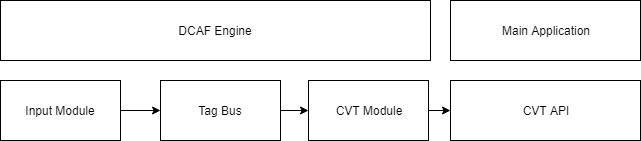 DCAF Engine
Main Application
Input Module
Tag Bus
CVT Module
CVT API